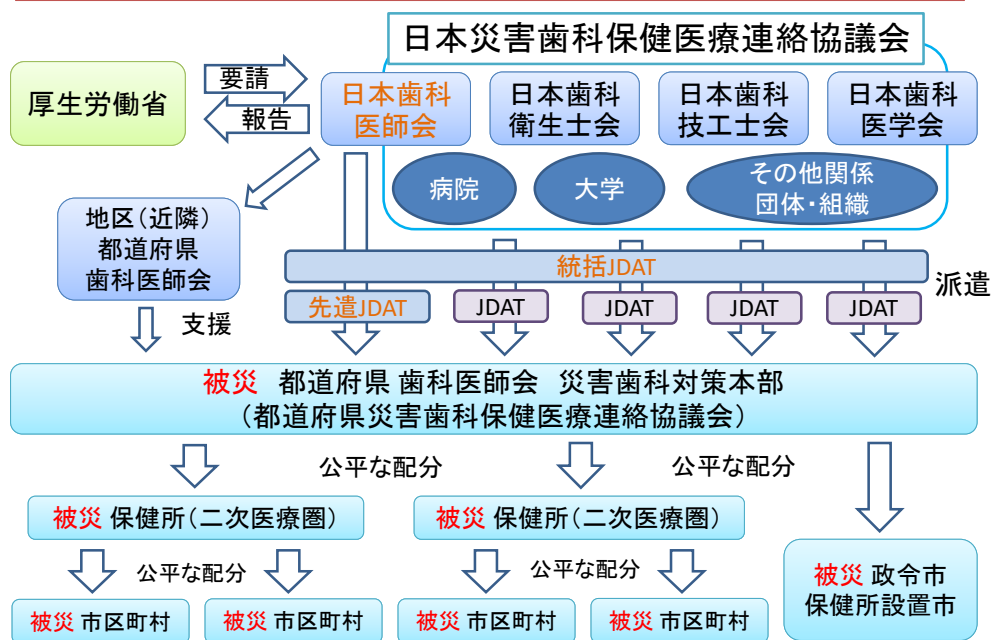 日本災害歯科保健医療連絡協議会
厚生労働省
要請
報告
日本歯科
医師会
日本歯科
衛生士会
日本歯科
技工士会
日本歯科
医学会
病院
大学
その他関係
団体・組織
地区（近隣）
都道府県
歯科医師会
統括JDAT
派遣
先遣JDAT
JDAT
JDAT
JDAT
JDAT
支援
被災 都道府県 歯科医師会 災害歯科対策本部
（都道府県災害歯科保健医療連絡協議会）
公平な配分
公平な配分
被災 保健所（二次医療圏）
被災 保健所（二次医療圏）
公平な配分
公平な配分
被災 政令市
保健所設置市
被災 市区町村
被災 市区町村
被災 市区町村
被災 市区町村